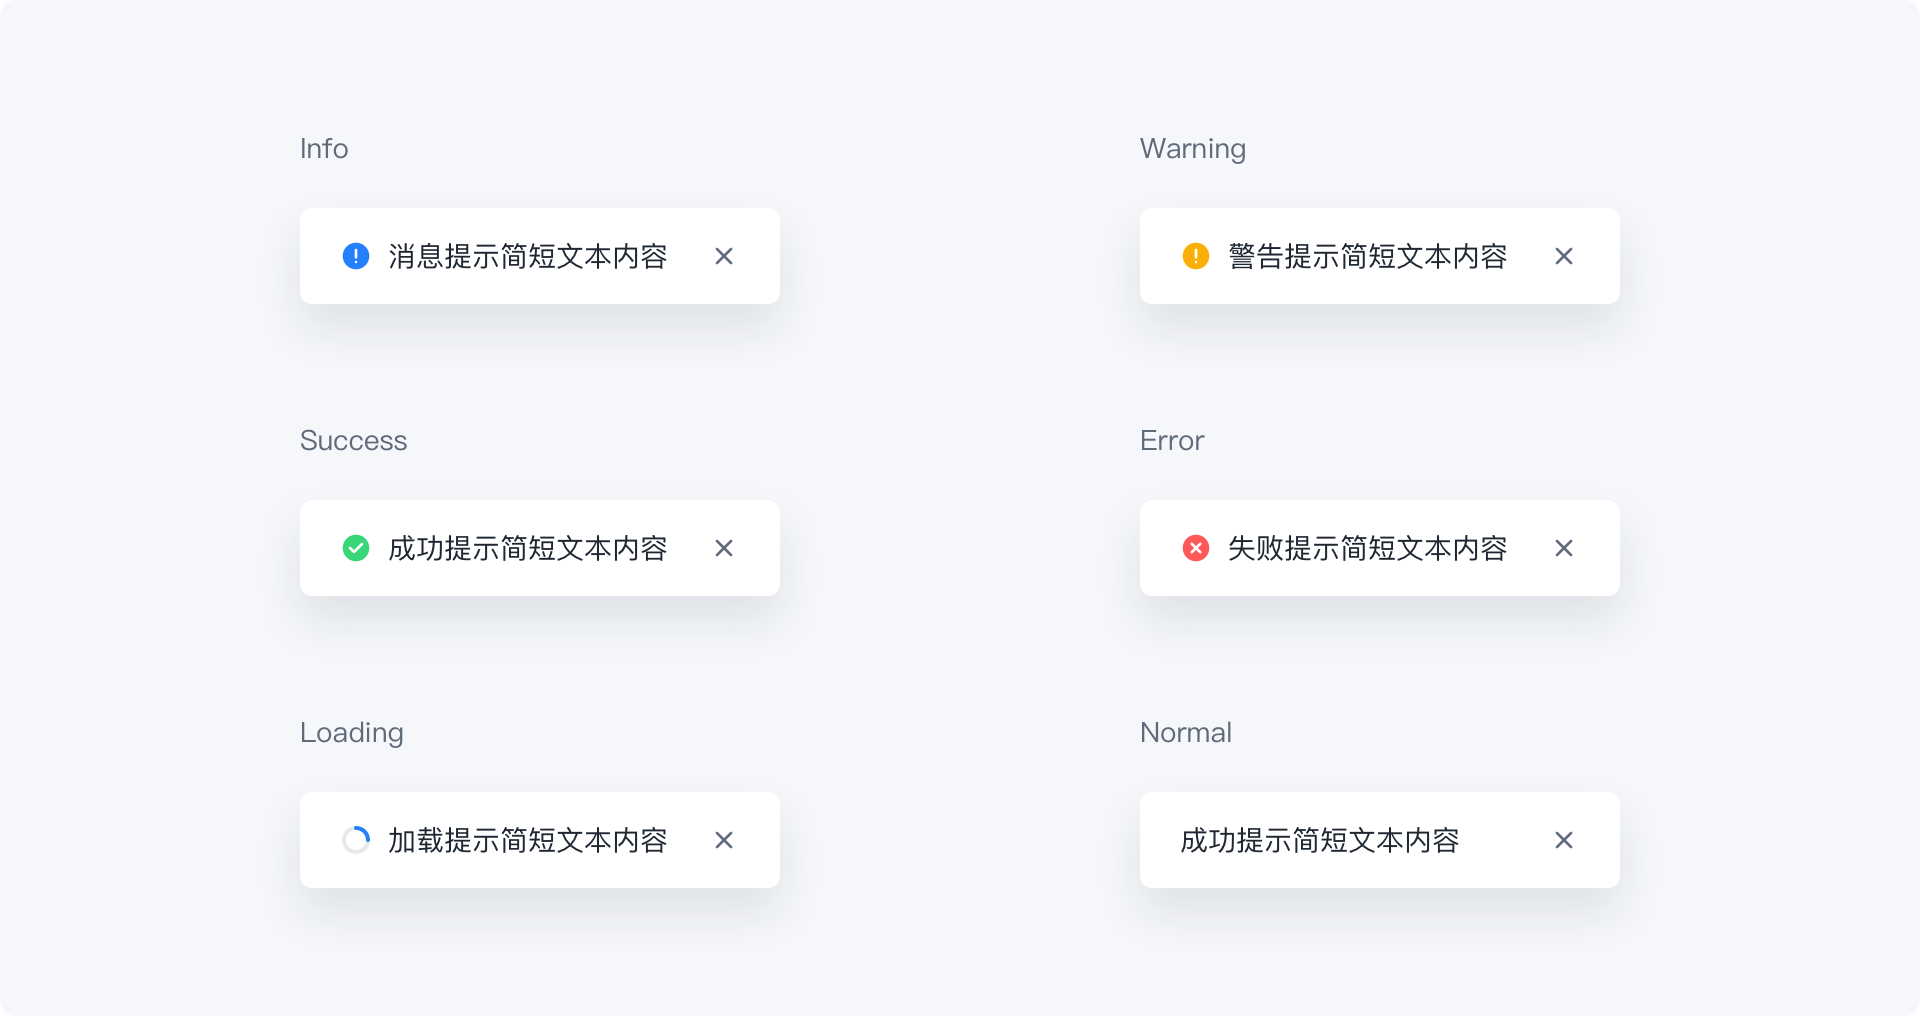 Info
消息提示简短文本内容
Warning
警告提示简短文本内容
Success
成功提示简短文本内容
Error
失败提示简短文本内容
Loading
加载提示简短文本内容
Normal
成功提示简短文本内容